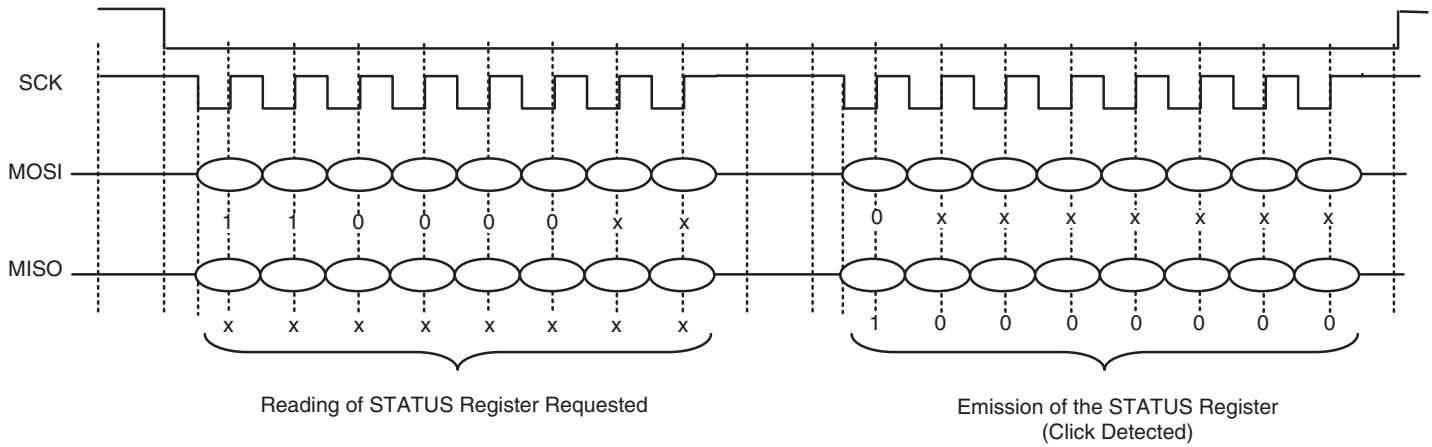 SCK
MOSI
1 1 0 0 0 0 x x
0 x x x x x x x
MISO
x x x x x x x x
1 0 0 0 0 0 0 0
Reading of STATUS Register Requested
Emission of the STATUS Register
(Click Detected)